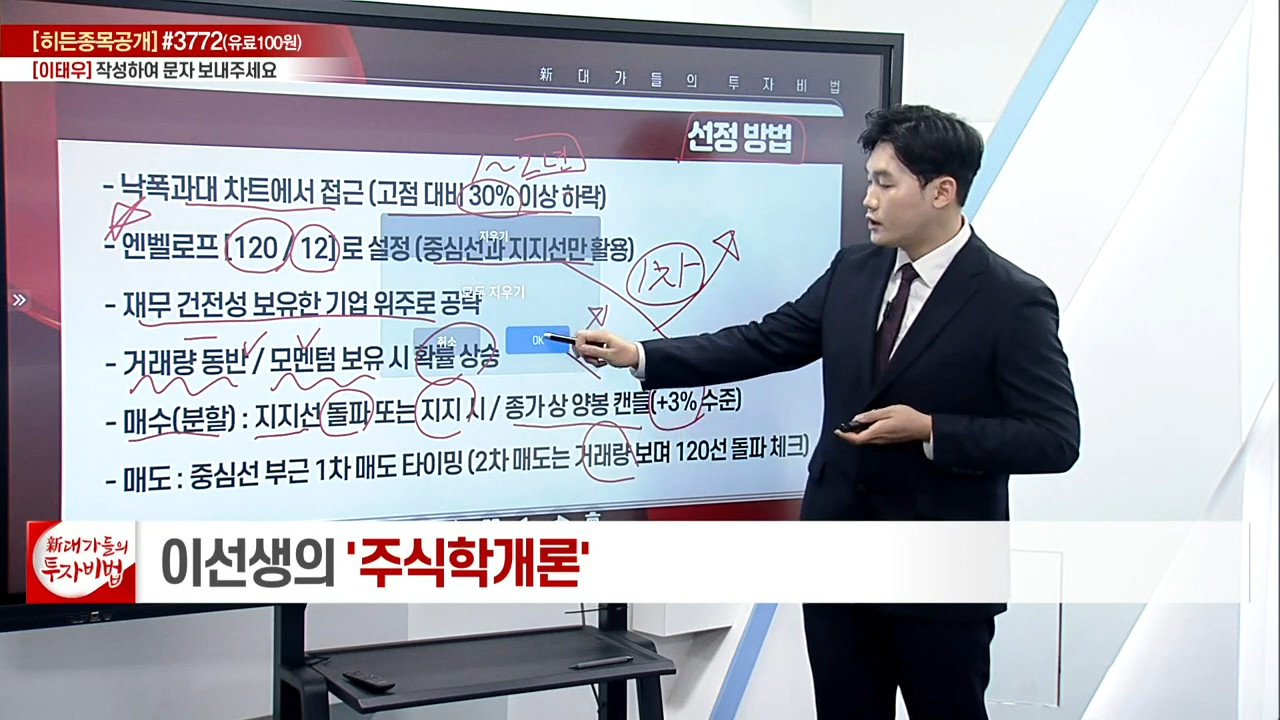 [히든종목공개] #3772(유료100원)
[이태우] 작성하여 문자 보내주세요
新 대가들의 투자비법
선정 방법
~2년
- 낙폭과대 차트에서 접근 (고점 대비 30% 이상 하락)
- 엔벨로프 [120 / 12] 로 설정 (중심선과 지지선만 활용)
지우기
1차
모두 지우기
- 재무 건전성 보유한 기업 위주로 공략
취소
OK
- 거래량 동반 / 모멘텀 보유 시 확률 상승
- 매수(분할) : 지지선 돌파 또는 지지 시 / 종가 상 양봉 캔들(+3% 수준)
- 매도 : 중심선 부근 1차 매도 타이밍 (2차 매도는 거래량 보며 120선 돌파 체크)
新대가들의
투자비법
이선생의 '주식학개론'